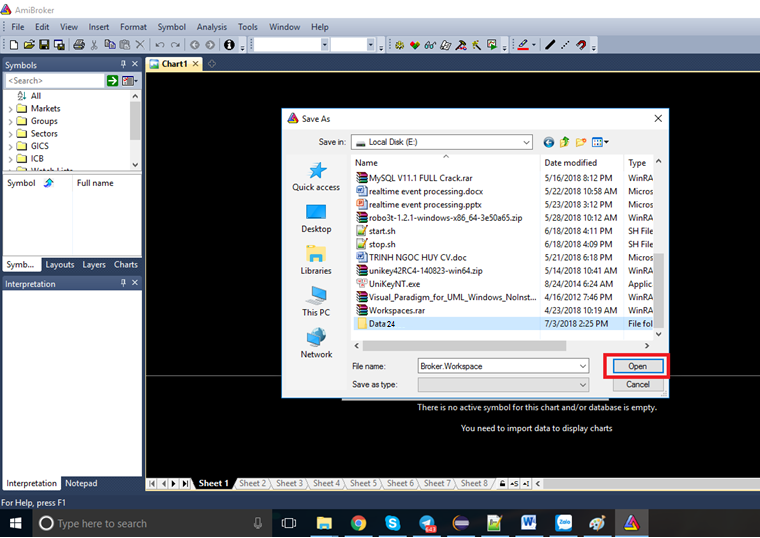 AmiBroker
File Edit View Insert Format Symbol Analysis Tools Window Help
Symbols
Chart1
<Search>
All
Markets
Groups
Sectors
GICS
ICB
Watch Lists
Symbol Full name
Symb... Layouts Layers Charts
Interpretation
Save As
Save in: Local Disk (E:)
Name Date modified Type
Quick access
Desktop
Libraries
This PC
Network
MySQL V11.1 FULL Crack.rar 5/16/2018 8:12 PM WinRA
realtime event processing.docx 5/22/2018 10:58 AM Micros
realtime event processing.pptx 5/23/2018 3:12 PM Micros
robo3t-1.2.1-windows-x86_64-3e50a65.zip 5/28/2018 10:12 AM WinRA
start.sh 6/18/2018 4:11 PM SH File
stop.sh 6/18/2018 4:09 PM SH File
TRINH NGOC HUY CV.doc 5/21/2018 6:18 PM Micros
unikey42RC4-140823-win64.zip 5/14/2018 10:41 AM WinRA
UniKeyNT.exe 8/24/2014 6:24 AM Applic
Visual_Paradigm_for_UML_Windows_NoInst... 4/16/2012 7:46 PM WinRA
Workspaces.rar 4/23/2018 10:19 AM WinRA
Data24 7/3/2018 2:25 PM File fol
File name: Broker.Workspace Open
Save as type: Cancel
There is no active symbol for this chart and/or database is empty.
You need to import data to display charts
Interpretation Notepad
Sheet 1 Sheet 2 Sheet 3 Sheet 4 Sheet 5 Sheet 6 Sheet 7 Sheet 8
For Help, press F1
Type here to search
643
Zalo